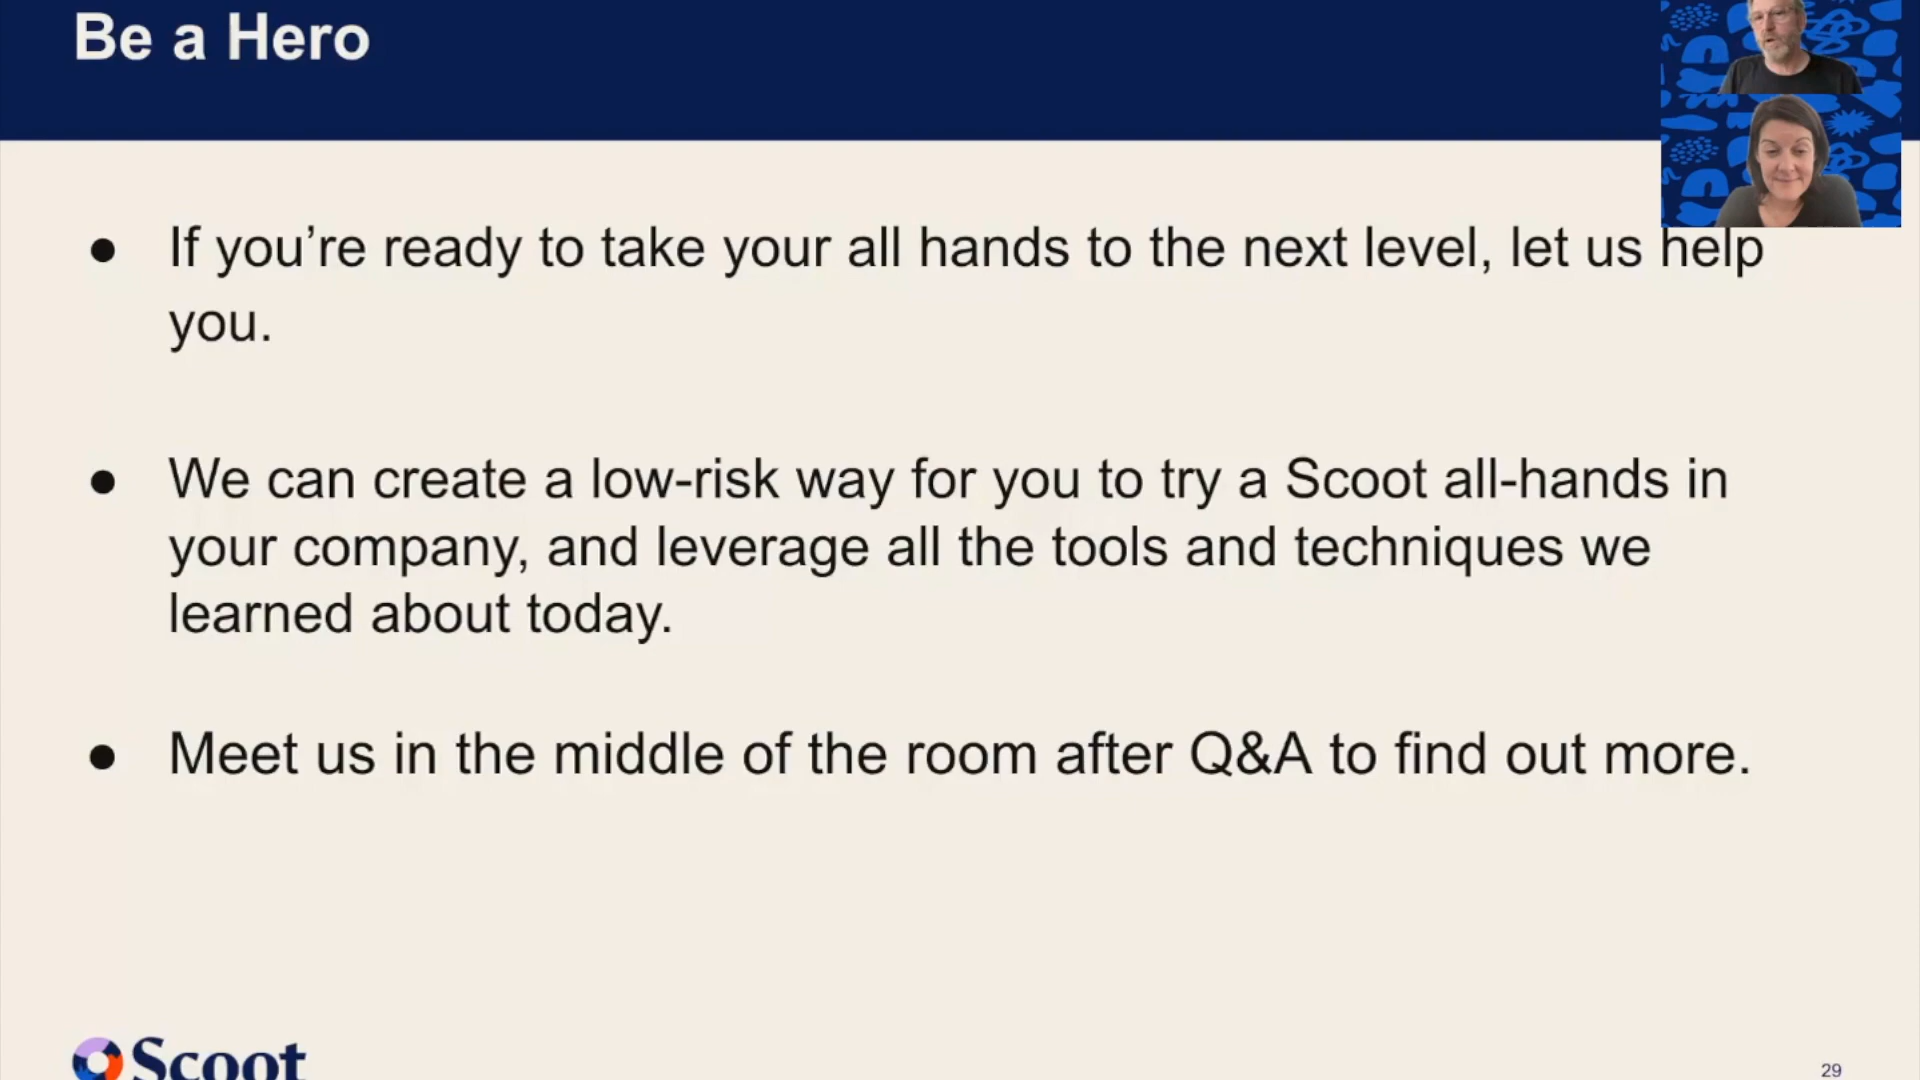 Be a Hero
● If you’re ready to take your all hands to the next level, let us help
you.
● We can create a low-risk way for you to try a Scoot all-hands in
your company, and leverage all the tools and techniques we
learned about today.
● Meet us in the middle of the room after Q&A to find out more.
Scoot
29